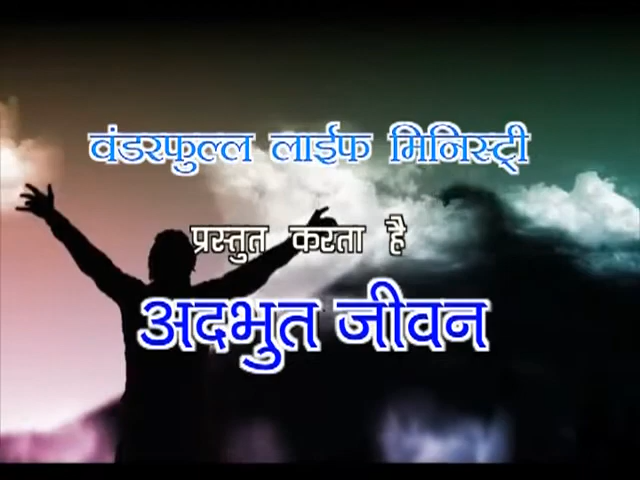 वंडरफुल्ल लाईफ मिनिस्ट्री
प्रस्तुत करता है
अदभुत जीवन